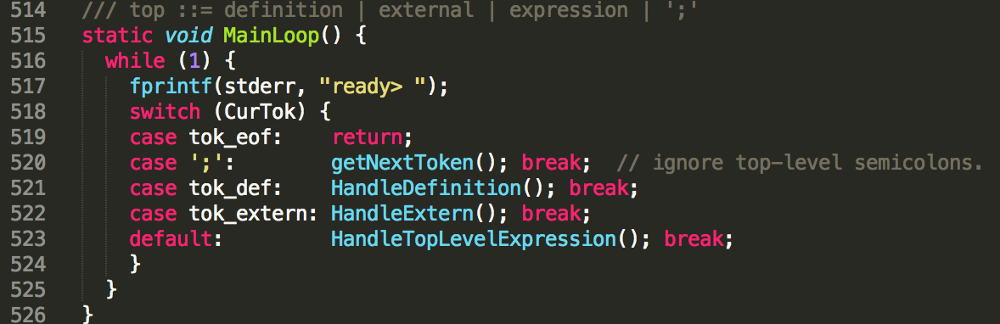 514 /// top ::= definition | external | expression | ';'
515 static void MainLoop() {
516   while (1) {
517     fprintf(stderr, "ready> ");
518     switch (CurTok) {
519     case tok_eof:    return;
520     case ';':        getNextToken(); break;  // ignore top-level semicolons.
521     case tok_def:    HandleDefinition(); break;
522     case tok_extern: HandleExtern(); break;
523     default:         HandleTopLevelExpression(); break;
524     }
525   }
526 }